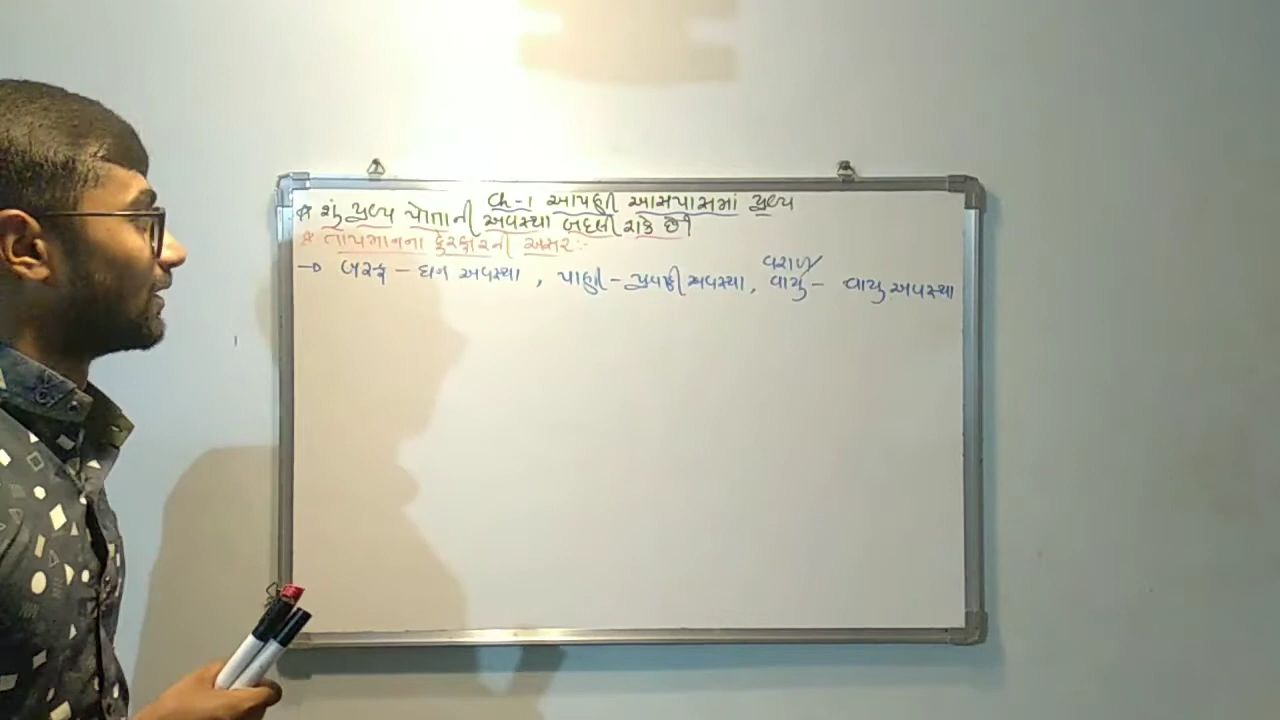 Ch-1 આપણી આસપાસમાં દ્રવ્ય
* શું દ્રવ્ય પોતાની અવસ્થા બદલી શકે છે?
* તાપમાનના ફેરફારની અસર :-
વરાળ/
→ બરફ - ઘન અવસ્થા, પાણી - પ્રવાહી અવસ્થા, વાયુ - વાયુ અવસ્થા